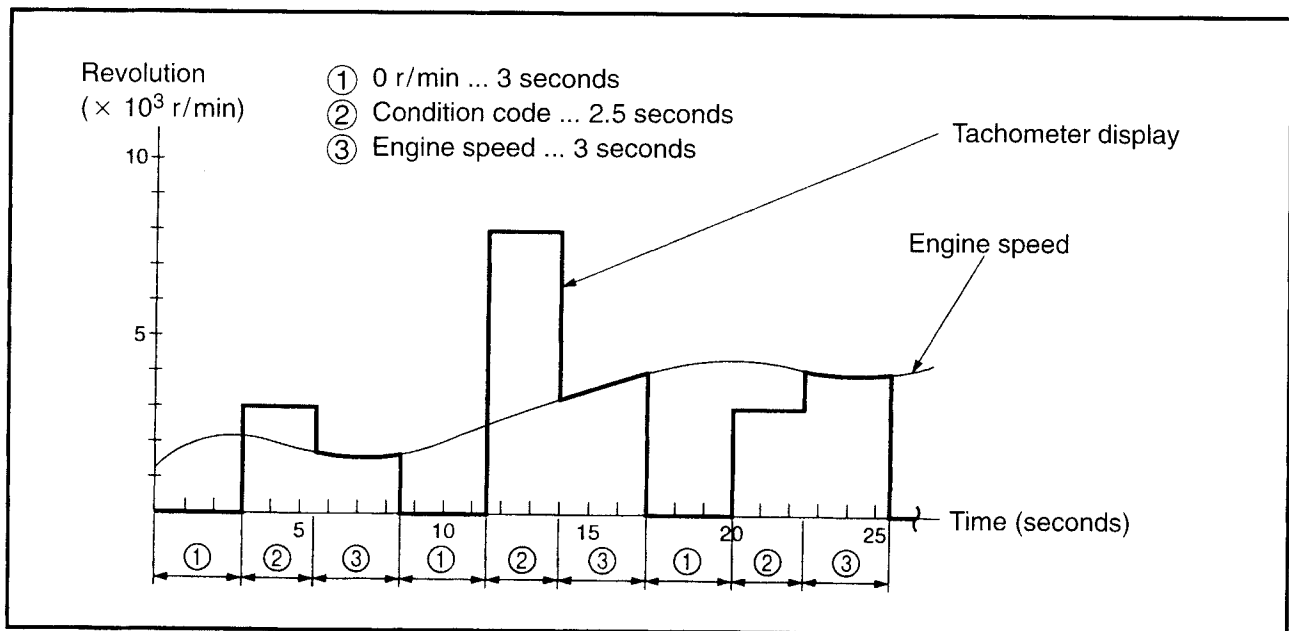 Revolution
(× 10³ r/min)
① 0 r/min ... 3 seconds
② Condition code ... 2.5 seconds
③ Engine speed ... 3 seconds
Tachometer display
Engine speed
10
5
5 10 15 20 25
Time (seconds)
① ② ③ ① ② ③ ① ② ③